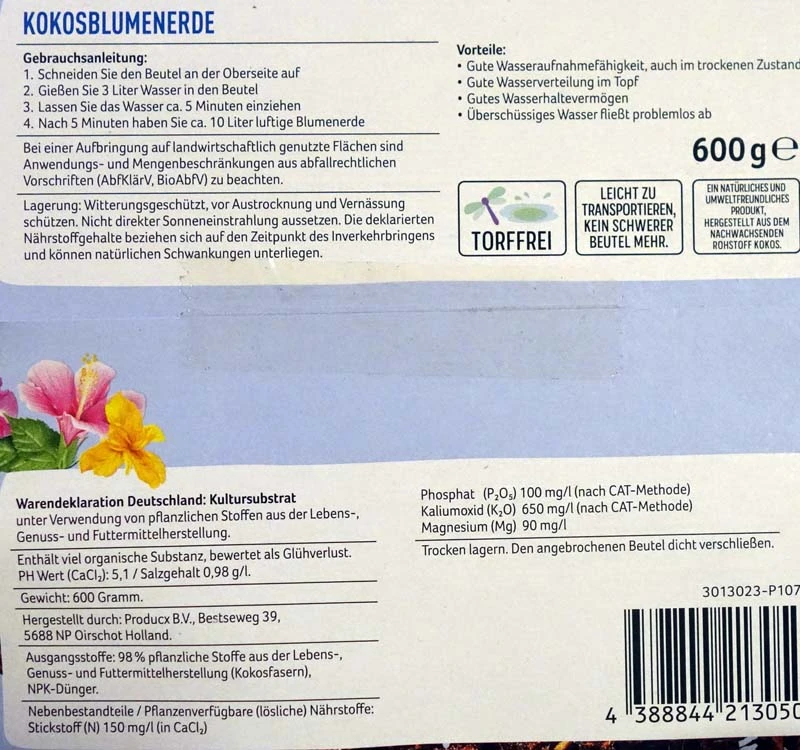 KOKOSBLUMENERDE
Gebrauchsanleitung:
1. Schneiden Sie den Beutel an der Oberseite auf
2. Gießen Sie 3 Liter Wasser in den Beutel
3. Lassen Sie das Wasser ca. 5 Minuten einziehen
4. Nach 5 Minuten haben Sie ca. 10 Liter luftige Blumenerde
Bei einer Aufbringung auf landwirtschaftlich genutzte Flächen sind
Anwendungs- und Mengenbeschränkungen aus abfallrechtlichen
Vorschriften (AbfKlärV, BioAbfV) zu beachten.
Lagerung: Witterungsgeschützt, vor Austrocknung und Vernässung
schützen. Nicht direkter Sonneneinstrahlung aussetzen. Die deklarierten
Nährstoffgehalte beziehen sich auf den Zeitpunkt des Inverkehrbringens
und können natürlichen Schwankungen unterliegen.
Vorteile:
• Gute Wasseraufnahmefähigkeit, auch im trockenen Zustand
• Gute Wasserverteilung im Topf
• Gutes Wasserhaltevermögen
• Überschüssiges Wasser fließt problemlos ab
600 g ℮
TORFFREI
LEICHT ZU
TRANSPORTIEREN,
KEIN SCHWERER
BEUTEL MEHR.
EIN NATÜRLICHES UND
UMWELTFREUNDLICHES
PRODUKT,
HERGESTELLT AUS DEM
NACHWACHSENDEN
ROHSTOFF KOKOS.
Warendeklaration Deutschland: Kultursubstrat
unter Verwendung von pflanzlichen Stoffen aus der Lebens-,
Genuss- und Futtermittelherstellung.
Enthält viel organische Substanz, bewertet als Glühverlust.
PH Wert (CaCl₂): 5,1 / Salzgehalt 0,98 g/l.
Gewicht: 600 Gramm.
Hergestellt durch: Producx B.V., Bestseweg 39,
5688 NP Oirschot Holland.
Ausgangsstoffe: 98 % pflanzliche Stoffe aus der Lebens-,
Genuss- und Futtermittelherstellung (Kokosfasern),
NPK-Dünger.
Nebenbestandteile / Pflanzenverfügbare (lösliche) Nährstoffe:
Stickstoff (N) 150 mg/l (in CaCl₂)
Phosphat (P₂O₅) 100 mg/l (nach CAT-Methode)
Kaliumoxid (K₂O) 650 mg/l (nach CAT-Methode)
Magnesium (Mg) 90 mg/l
Trocken lagern. Den angebrochenen Beutel dicht verschließen.
3013023-P107
4 388844 213050